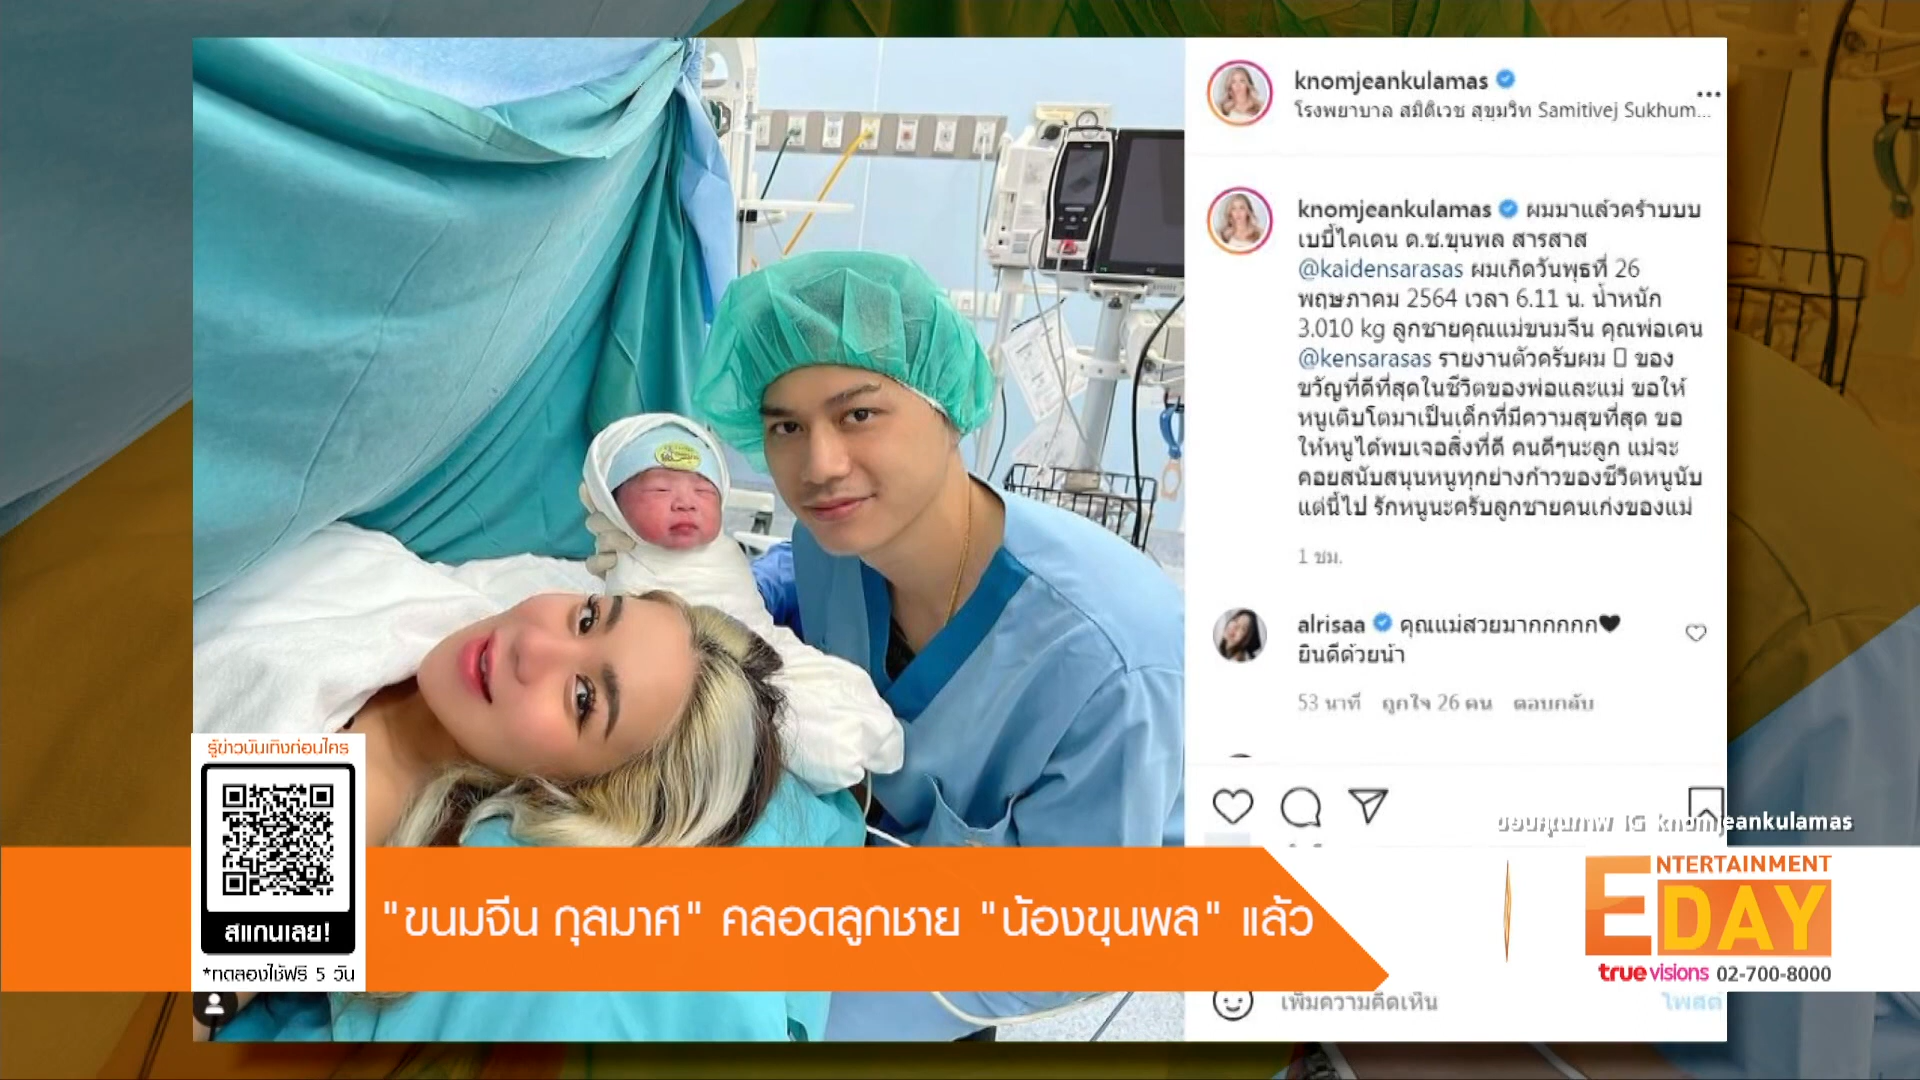 knomjeankulamas
โรงพยาบาล สมิติเวช สุขุมวิท Samitivej Sukhum...
knomjeankulamas ผมมาแล้วคร้าบบบ
เบบี๋ไคเดน ด.ช.ขุนพล สารสาส
@kaidensarasas ผมเกิดวันพุธที่ 26
พฤษภาคม 2564 เวลา 6.11 น. น้ำหนัก
3.010 kg ลูกชายคุณแม่ขนมจีน คุณพ่อเคน
@kensarasas รายงานตัวครับผม ของ
ขวัญที่ดีที่สุดในชีวิตของพ่อและแม่ ขอให้
หนูเติบโตมาเป็นเด็กที่มีความสุขที่สุด ขอ
ให้หนูได้พบเจอสิ่งที่ดี คนดีๆนะลูก แม่จะ
คอยสนับสนุนหนูทุกย่างก้าวของชีวิตหนูนับ
แต่นี้ไป รักหนูนะครับลูกชายคนเก่งของแม่
1 ชม.
alrisaa คุณแม่สวยมากกกกก🖤
ยินดีด้วยน้า
53 นาที ถูกใจ 26 คน ตอบกลับ
รู้ข่าวบันเทิงก่อนใคร
สแกนเลย!
*ทดลองใช้ฟรี 5 วัน
ขอบคุณภาพ IG knomjeankulamas
"ขนมจีน กุลมาศ" คลอดลูกชาย "น้องขุนพล" แล้ว
ENTERTAINMENT
DAY
truevisions 02-700-8000
เพิ่มความคิดเห็น
โพสต์